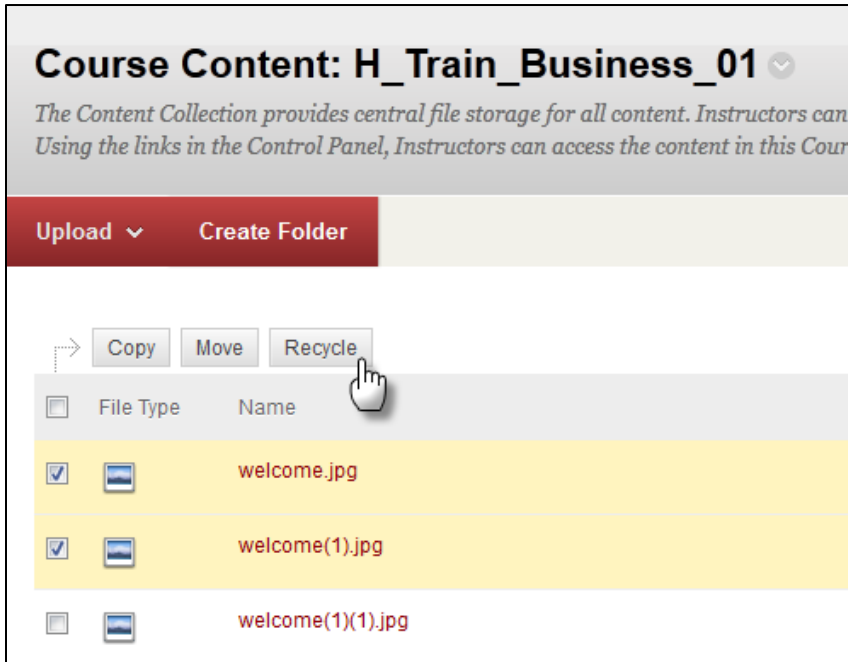 Course Content: H_Train_Business_01
The Content Collection provides central file storage for all content. Instructors can
Using the links in the Control Panel, Instructors can access the content in this Cour
Upload Create Folder
Copy Move Recycle
File Type Name
welcome.jpg
welcome(1).jpg
welcome(1)(1).jpg